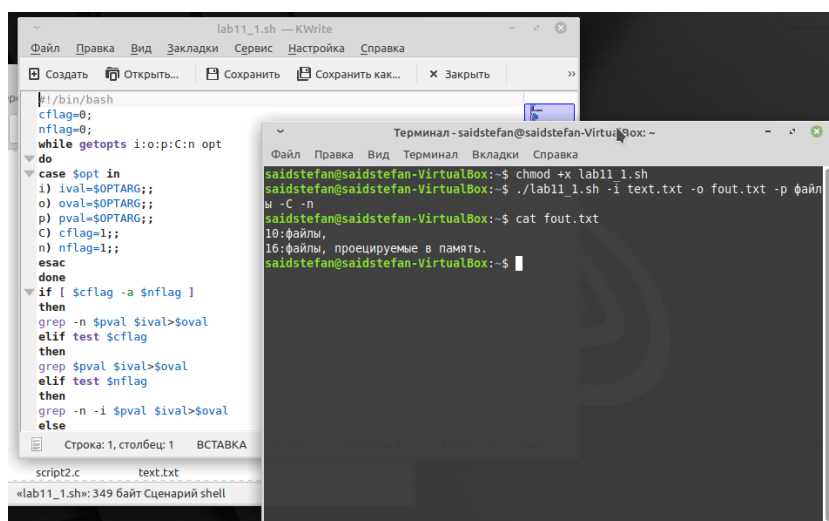 lab11_1.sh — KWrite
Файл Правка Вид Закладки Сервис Настройка Справка
Создать Открыть... Сохранить Сохранить как... Закрыть »
#!/bin/bash
cflag=0;
nflag=0;
while getopts i:o:p:C:n opt
do
case $opt in
i) ival=$OPTARG;;
o) oval=$OPTARG;;
p) pval=$OPTARG;;
C) cflag=1;;
n) nflag=1;;
esac
done
if [ $cflag -a $nflag ]
then
grep -n $pval $ival>$oval
elif test $cflag
then
grep $pval $ival>$oval
elif test $nflag
then
grep -n -i $pval $ival>$oval
else
Строка: 1, столбец: 1 ВСТАВКА
script2.c text.txt
«lab11_1.sh»: 349 байт Сценарий shell
Терминал - saidstefan@saidstefan-VirtualBox: ~
Файл Правка Вид Терминал Вкладки Справка
saidstefan@saidstefan-VirtualBox:~$ chmod +x lab11_1.sh
saidstefan@saidstefan-VirtualBox:~$ ./lab11_1.sh -i text.txt -o fout.txt -p файл
ы -C -n
saidstefan@saidstefan-VirtualBox:~$ cat fout.txt
10:файлы,
16:файлы, проецируемые в память.
saidstefan@saidstefan-VirtualBox:~$